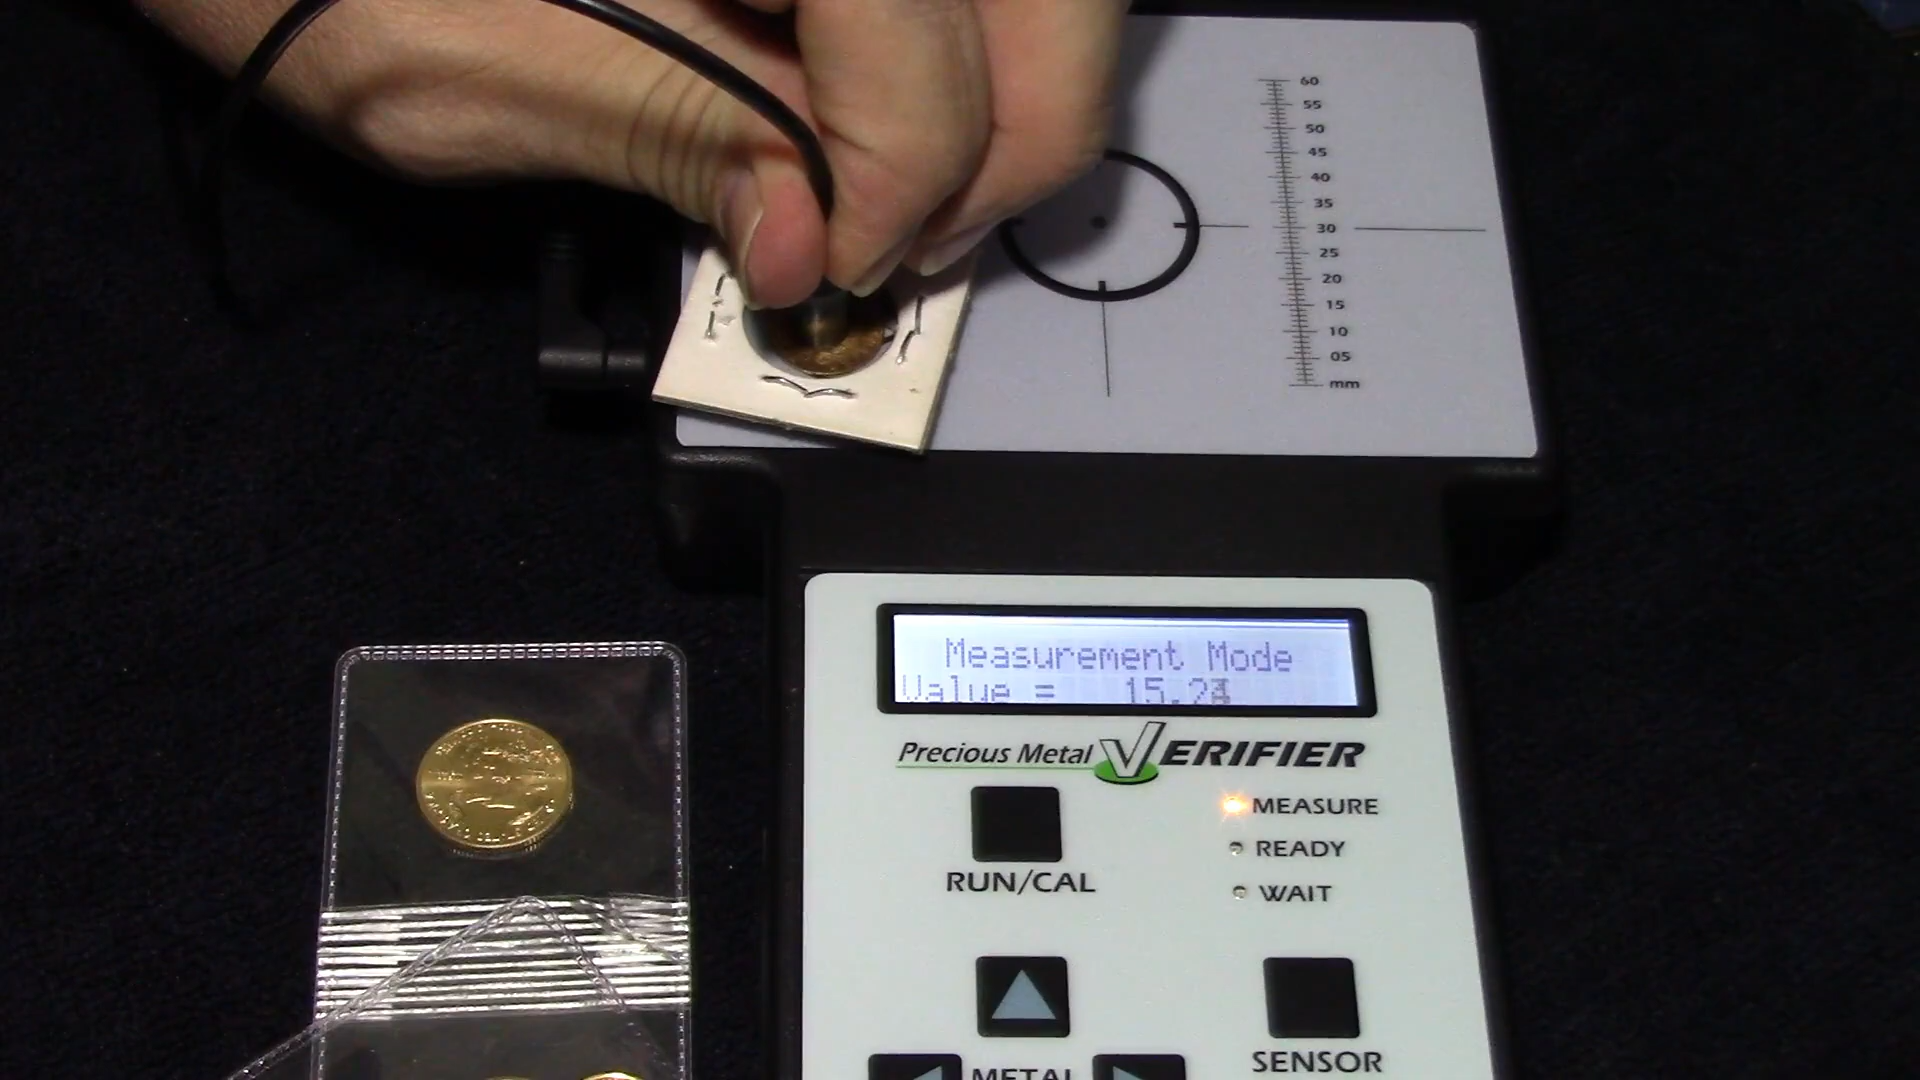 60
55
50
45
40
35
30
25
20
15
10
05
mm
Measurement Mode
Value =
Precious Metal VERIFIER
MEASURE
READY
WAIT
RUN/CAL
SENSOR
METAL